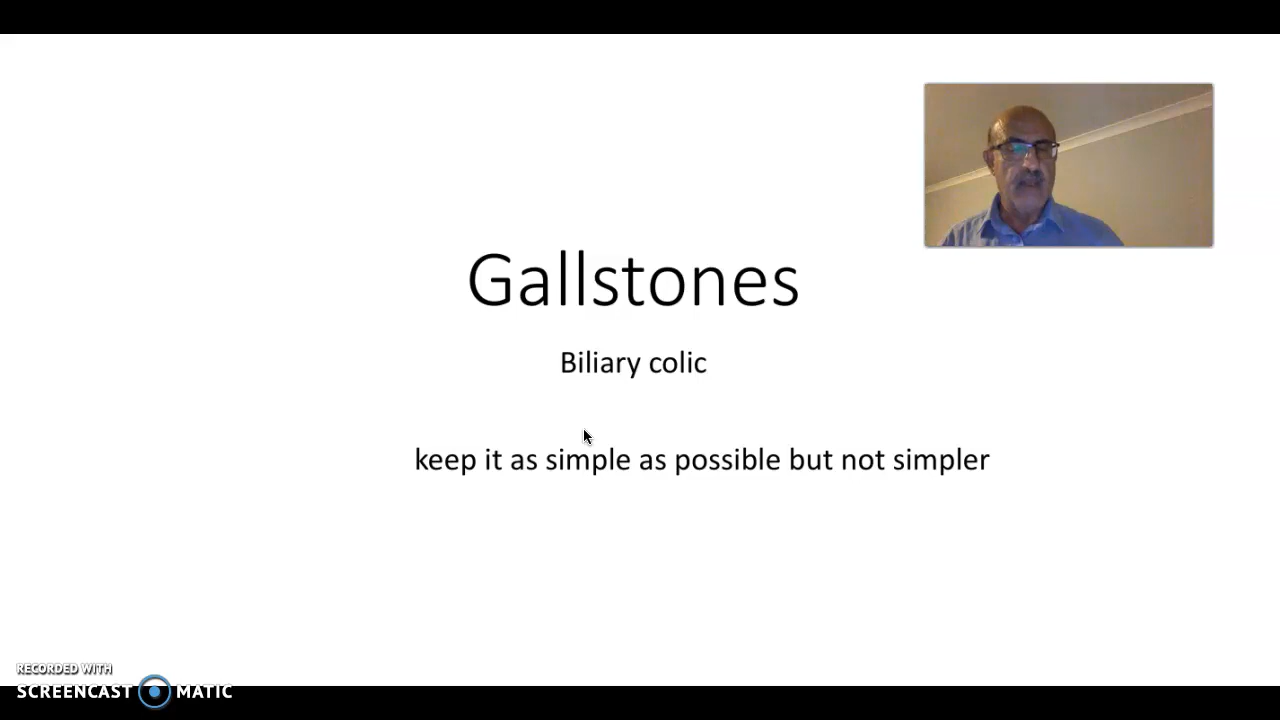 Gallstones
Biliary colic
keep it as simple as possible but not simpler
RECORDED WITH
SCREENCAST MATIC